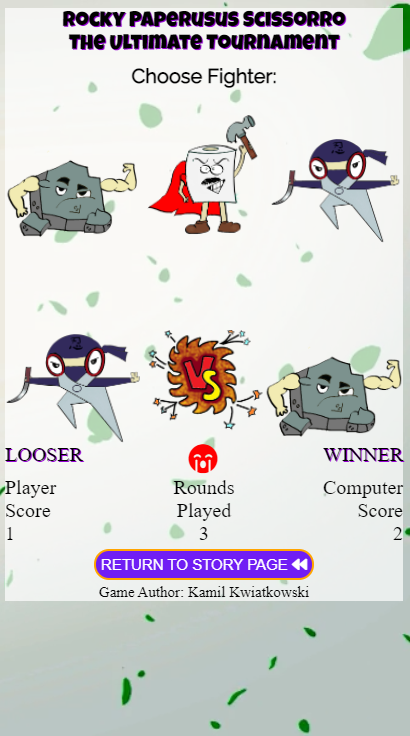 Rocky Paperusus Scissorro
The Ultimate Tournament
Choose Fighter:
VS
LOOSER
WINNER
Player
Score
1
Rounds
Played
3
Computer
Score
2
RETURN TO STORY PAGE
Game Author: Kamil Kwiatkowski